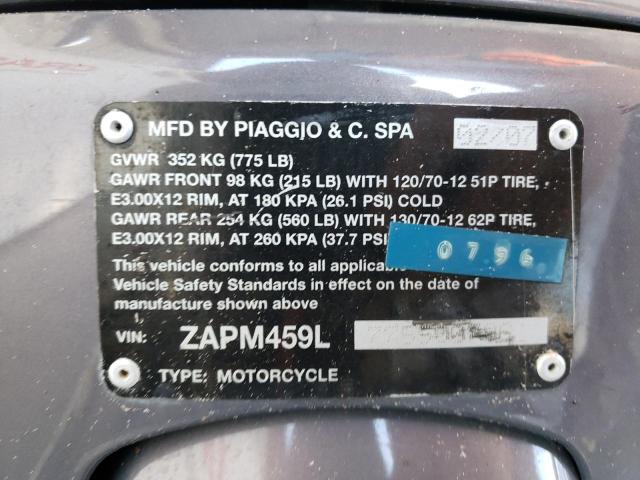 MFD BY PIAGGIO & C. SPA 02/07
GVWR 352 KG (775 LB)
GAWR FRONT 98 KG (215 LB) WITH 120/70-12 51P TIRE,
E3.00X12 RIM, AT 180 KPA (26.1 PSI) COLD
GAWR REAR 254 KG (560 LB) WITH 130/70-12 62P TIRE,
E3.00X12 RIM, AT 260 KPA (37.7 PSI
0796
This vehicle conforms to all applicab
Vehicle Safety Standards in effect on the date of
manufacture shown above
VIN: ZAPM459L
TYPE: MOTORCYCLE